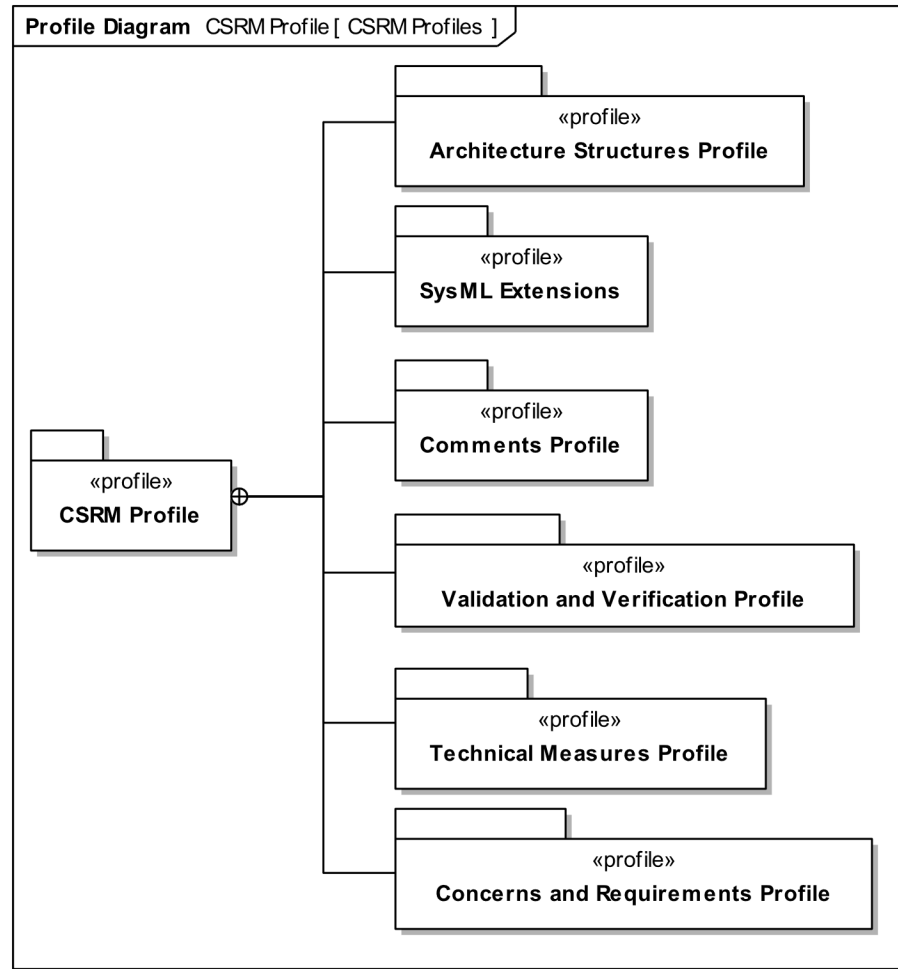 Profile Diagram CSRM Profile [ CSRM Profiles ]
«profile»
Architecture Structures Profile
«profile»
SysML Extensions
«profile»
Comments Profile
«profile»
CSRM Profile
«profile»
Validation and Verification Profile
«profile»
Technical Measures Profile
«profile»
Concerns and Requirements Profile